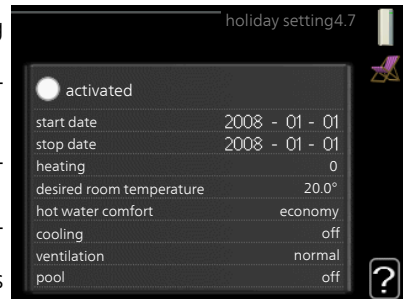 holiday setting4.7
activated
start date 2008 - 01 - 01
stop date 2008 - 01 - 01
heating 0
desired room temperature 20.0°
hot water comfort economy
cooling off
ventilation normal
pool off
?